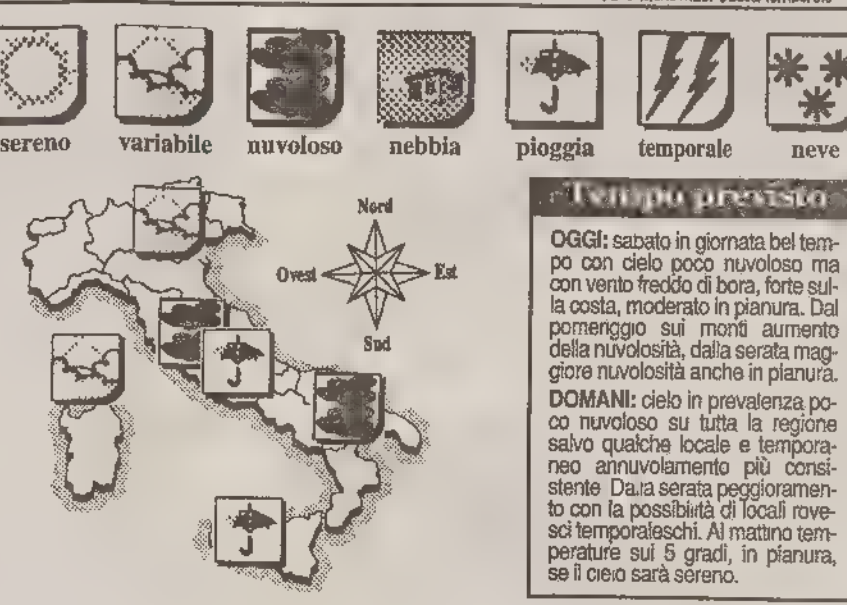 sereno
variabile
nuvoloso
nebbia
pioggia
temporale
neve
Nord
Ovest
Est
Sud
Tempo previsto
OGGI: sabato in giornata bel tem-
po con cielo poco nuvoloso ma
con vento freddo di bora, forte sul-
la costa, moderato in pianura. Dal
pomeriggio sui monti aumento
della nuvolosità, dalla serata mag-
giore nuvolosità anche in pianura.
DOMANI: cielo in prevalenza po-
co nuvoloso su tutta la regione
salvo qualche locale e tempora-
neo annuvolamento più consi-
stente Dalla serata peggioramen-
to con la possibilità di locali rove-
sci temporaleschi. Al mattino tem-
perature sui 5 gradi, in pianura,
se il cielo sarà sereno.